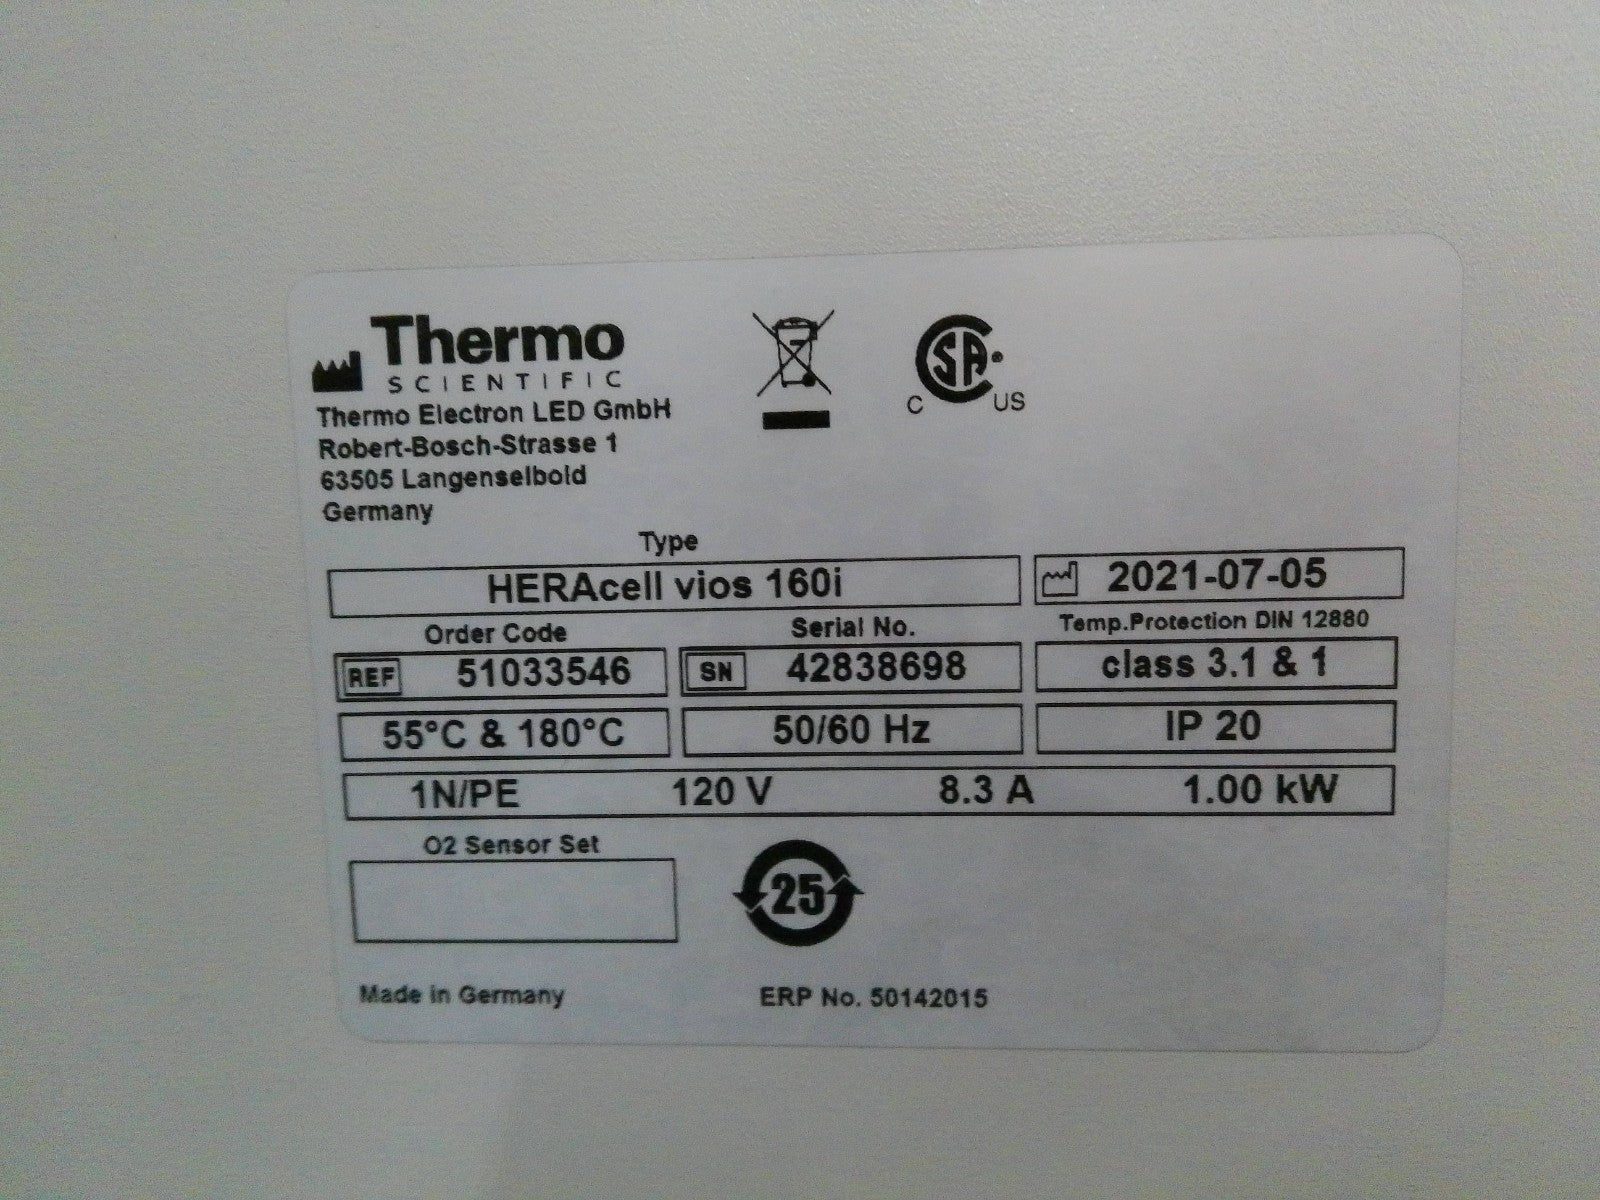 Thermo
SCIENTIFIC
Thermo Electron LED GmbH
Robert-Bosch-Strasse 1
63505 Langenselbold
Germany
C SA US
Type
HERAcell vios 160i
2021-07-05
Order Code
Serial No.
Temp.Protection DIN 12880
REF 51033546
SN 42838698
class 3.1 & 1
55°C & 180°C
50/60 Hz
IP 20
1N/PE 120 V 8.3 A 1.00 kW
O2 Sensor Set
25
Made in Germany
ERP No. 50142015